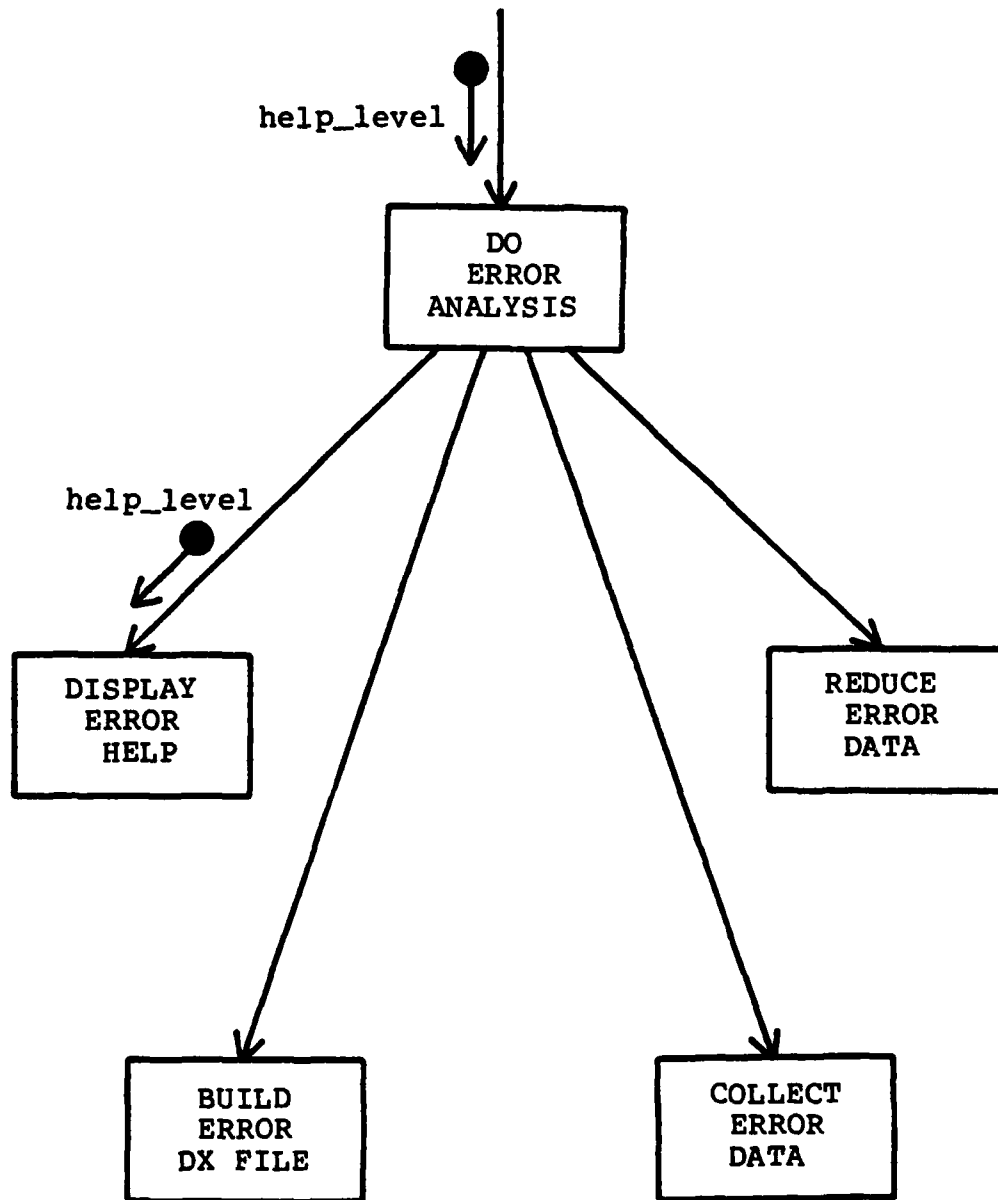 help_level
DO
ERROR
ANALYSIS
help_level
DISPLAY
ERROR
HELP
REDUCE
ERROR
DATA
BUILD
ERROR
DX FILE
COLLECT
ERROR
DATA